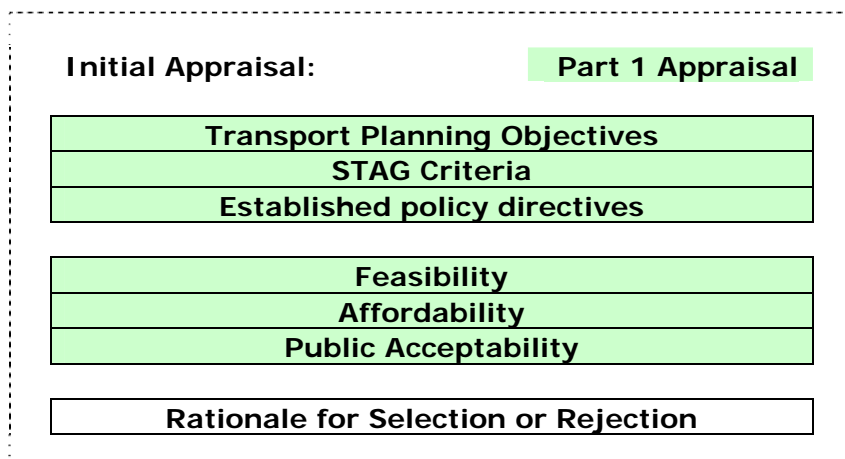 Initial Appraisal: Part 1 Appraisal
Transport Planning Objectives
STAG Criteria
Established policy directives
Feasibility
Affordability
Public Acceptability
Rationale for Selection or Rejection